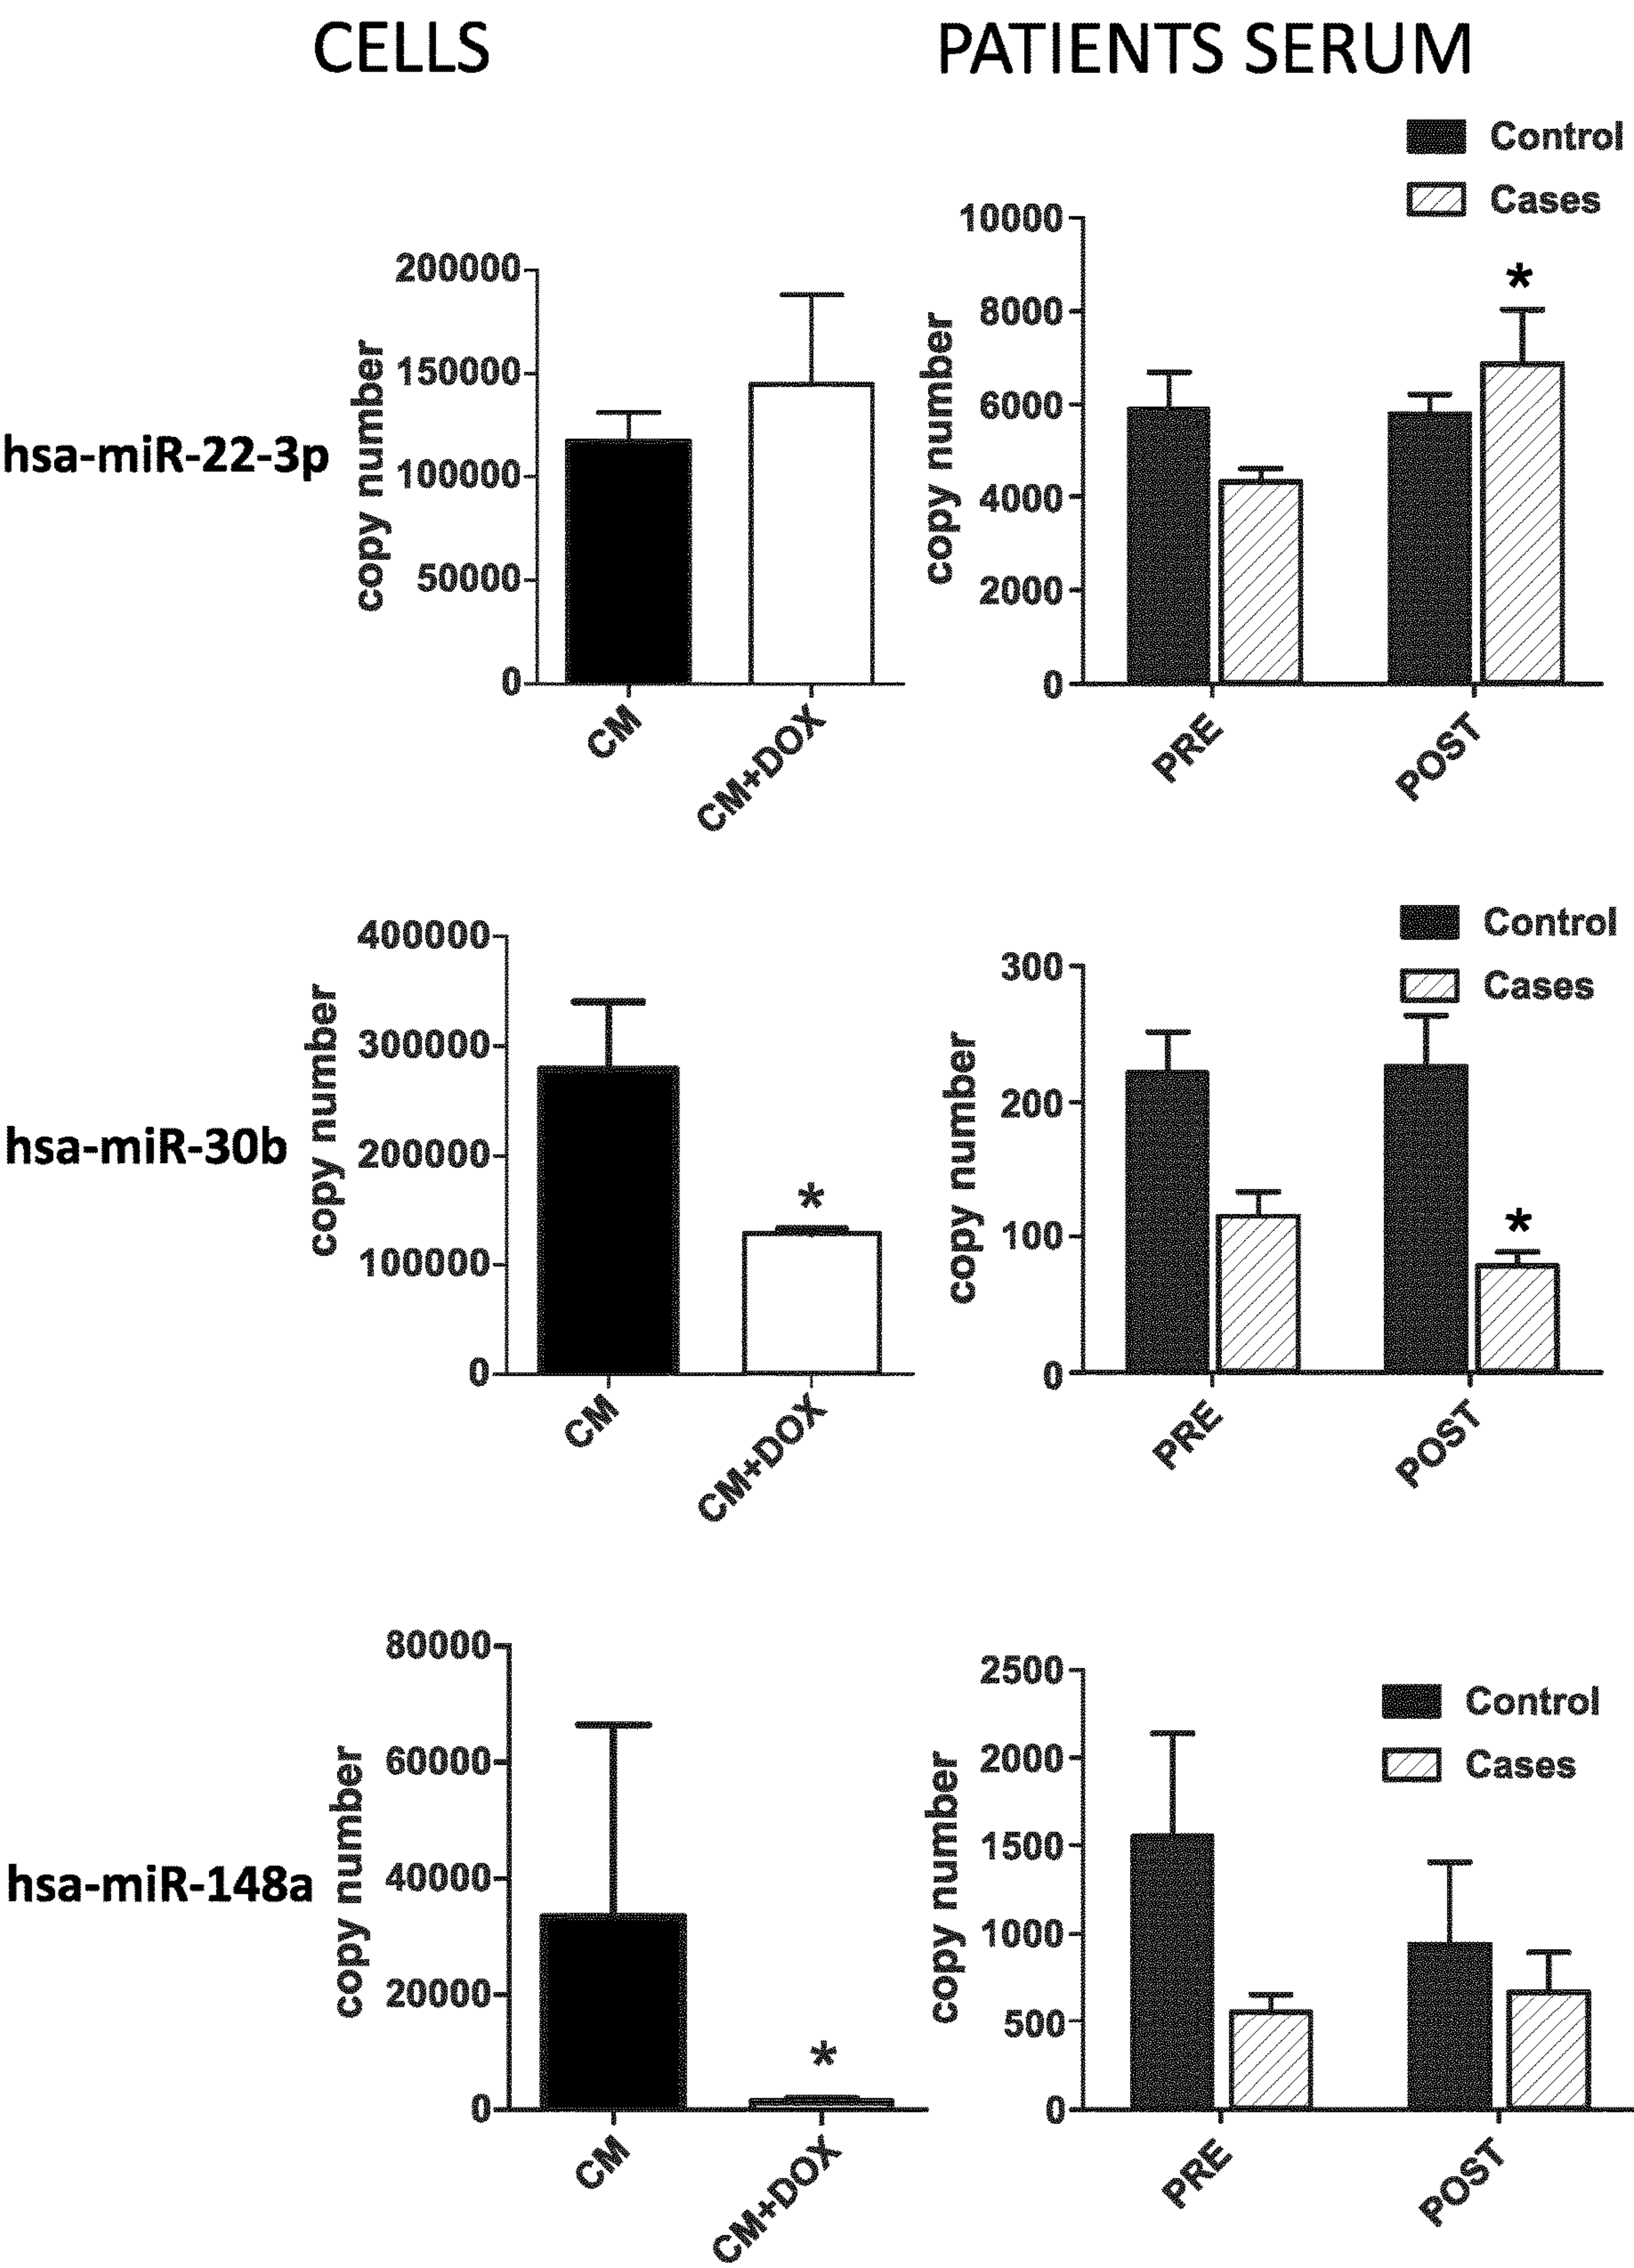 CELLS
PATIENTS SERUM
hsa-miR-22-3p
copy number
200000
150000
100000
50000
0
CM
CM+DOX
Control
Cases
copy number
10000
8000
6000
4000
2000
0
*
PRE
POST
hsa-miR-30b
copy number
400000
300000
200000
100000
0
*
CM
CM+DOX
Control
Cases
copy number
300
200
100
0
*
PRE
POST
hsa-miR-148a
copy number
80000
60000
40000
20000
0
*
CM
CM+DOX
Control
Cases
copy number
2500
2000
1500
1000
500
0
PRE
POST